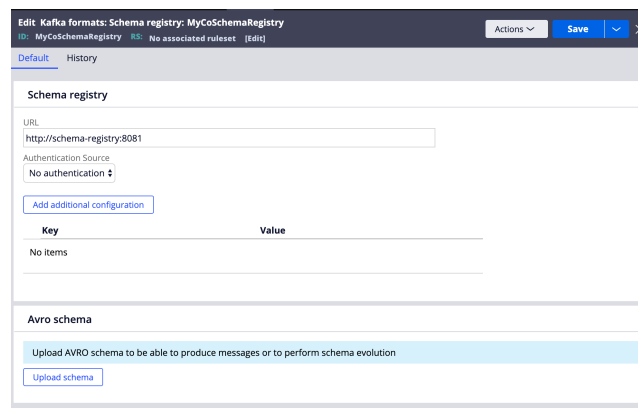 Edit Kafka formats: Schema registry: MyCoSchemaRegistry
ID: MyCoSchemaRegistry RS: No associated ruleset [Edit]
Actions
Save
Default History
Schema registry
URL
http://schema-registry:8081
Authentication Source
No authentication
Add additional configuration
Key Value
No items
Avro schema
Upload AVRO schema to be able to produce messages or to perform schema evolution
Upload schema